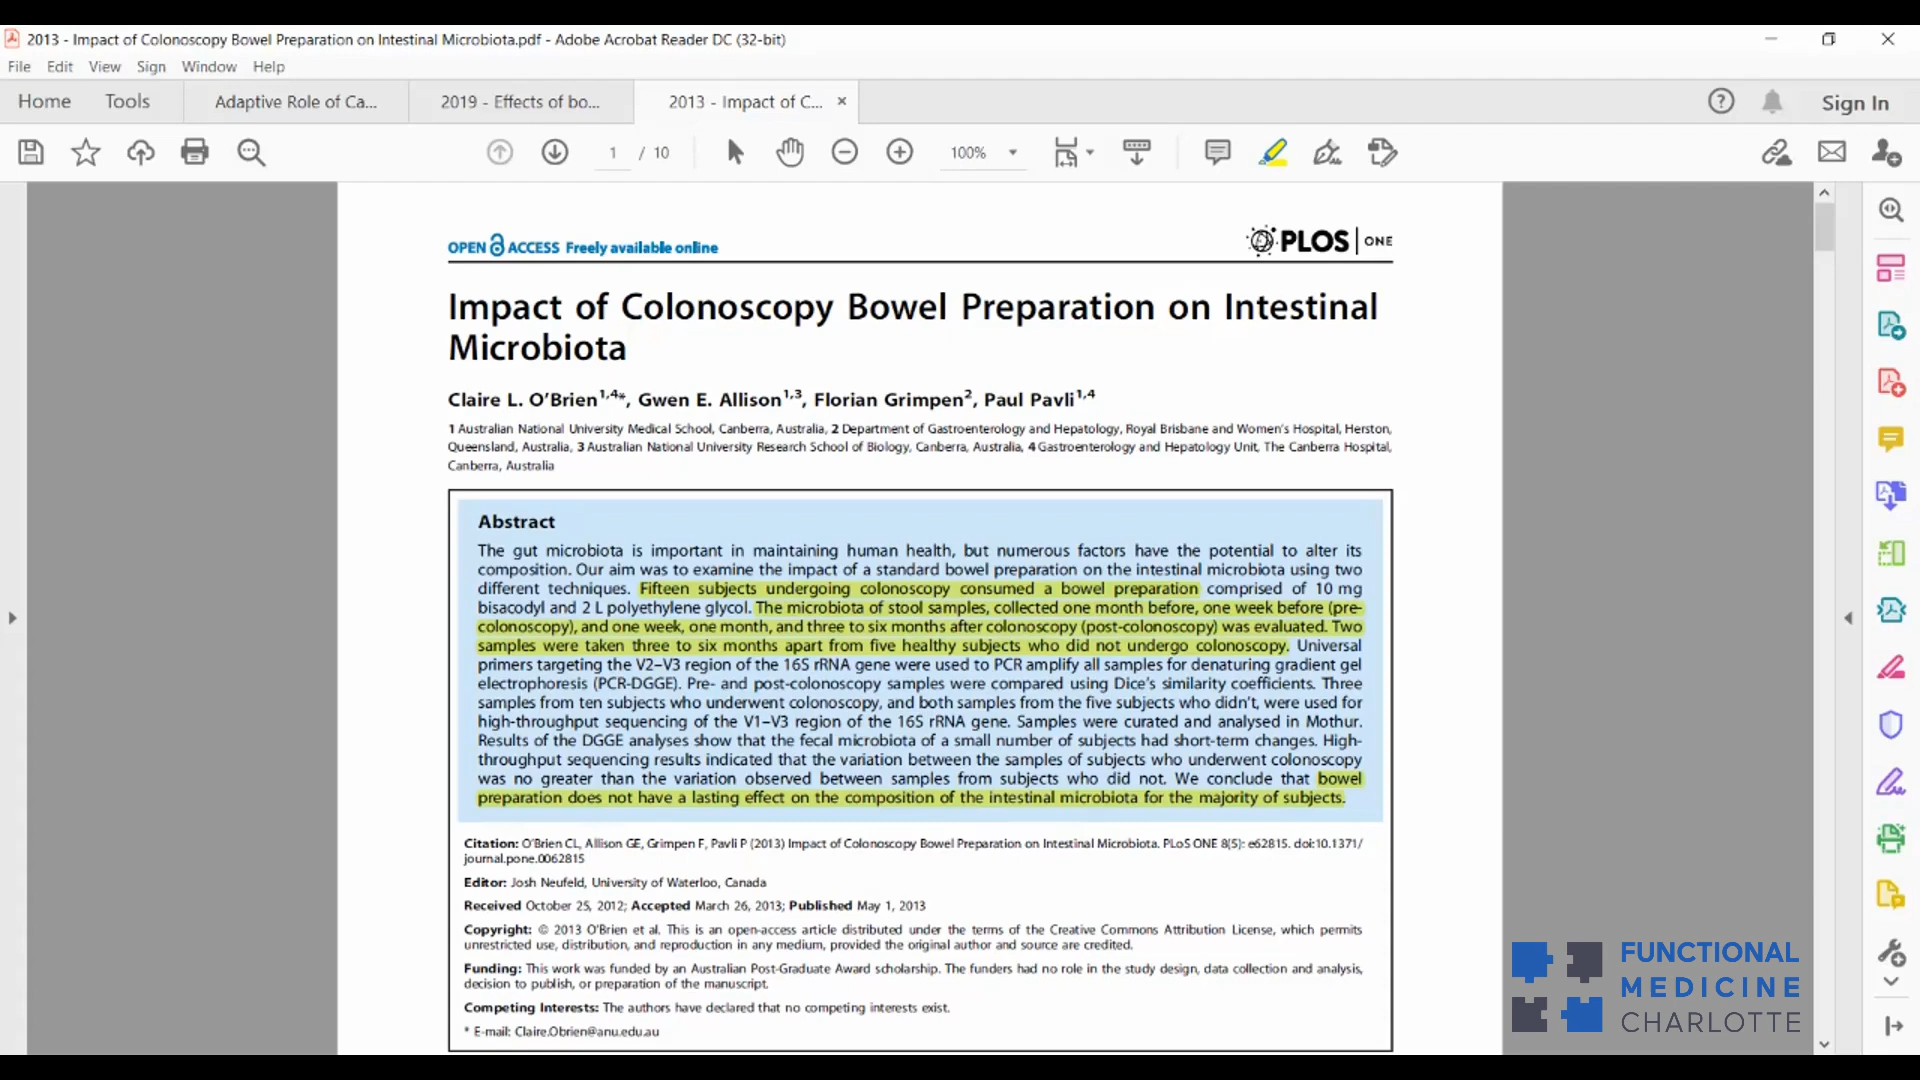 2013 - Impact of Colonoscopy Bowel Preparation on Intestinal Microbiota.pdf - Adobe Acrobat Reader DC (32-bit)
File Edit View Sign Window Help
Home Tools Adaptive Role of Ca... 2019 - Effects of bo... 2013 - Impact of C... × Sign In
1 / 10 100%
OPEN ACCESS Freely available online
PLOS | ONE
Impact of Colonoscopy Bowel Preparation on Intestinal
Microbiota
Claire L. O'Brien1,4*, Gwen E. Allison1,3, Florian Grimpen2, Paul Pavli1,4
1 Australian National University Medical School, Canberra, Australia, 2 Department of Gastroenterology and Hepatology, Royal Brisbane and Women's Hospital, Herston,
Queensland, Australia, 3 Australian National University Research School of Biology, Canberra, Australia, 4 Gastroenterology and Hepatology Unit, The Canberra Hospital,
Canberra, Australia
Abstract
The gut microbiota is important in maintaining human health, but numerous factors have the potential to alter its
composition. Our aim was to examine the impact of a standard bowel preparation on the intestinal microbiota using two
different techniques. Fifteen subjects undergoing colonoscopy consumed a bowel preparation comprised of 10 mg
bisacodyl and 2 L polyethylene glycol. The microbiota of stool samples, collected one month before, one week before (pre-
colonoscopy), and one week, one month, and three to six months after colonoscopy (post-colonoscopy) was evaluated. Two
samples were taken three to six months apart from five healthy subjects who did not undergo colonoscopy. Universal
primers targeting the V2–V3 region of the 16S rRNA gene were used to PCR amplify all samples for denaturing gradient gel
electrophoresis (PCR-DGGE). Pre- and post-colonoscopy samples were compared using Dice's similarity coefficients. Three
samples from ten subjects who underwent colonoscopy, and both samples from the five subjects who didn't, were used for
high-throughput sequencing of the V1–V3 region of the 16S rRNA gene. Samples were curated and analysed in Mothur.
Results of the DGGE analyses show that the fecal microbiota of a small number of subjects had short-term changes. High-
throughput sequencing results indicated that the variation between the samples of subjects who underwent colonoscopy
was no greater than the variation observed between samples from subjects who did not. We conclude that bowel
preparation does not have a lasting effect on the composition of the intestinal microbiota for the majority of subjects.
Citation: O'Brien CL, Allison GE, Grimpen F, Pavli P (2013) Impact of Colonoscopy Bowel Preparation on Intestinal Microbiota. PLoS ONE 8(5): e62815. doi:10.1371/
journal.pone.0062815
Editor: Josh Neufeld, University of Waterloo, Canada
Received October 25, 2012; Accepted March 26, 2013; Published May 1, 2013
Copyright: © 2013 O'Brien et al. This is an open-access article distributed under the terms of the Creative Commons Attribution License, which permits
unrestricted use, distribution, and reproduction in any medium, provided the original author and source are credited.
Funding: This work was funded by an Australian Post-Graduate Award scholarship. The funders had no role in the study design, data collection and analysis,
decision to publish, or preparation of the manuscript.
Competing Interests: The authors have declared that no competing interests exist.
* E-mail: Claire.Obrien@anu.edu.au
FUNCTIONAL
MEDICINE
CHARLOTTE